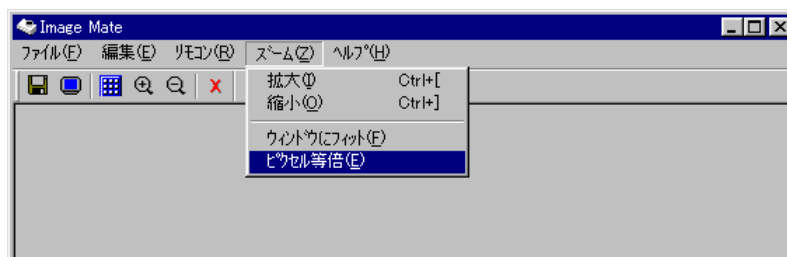 Image Mate
ファイル(F) 編集(E) リモコン(R) ズーム(Z) ヘルプ(H)
拡大(I) Ctrl+[
縮小(O) Ctrl+]
ウィンドウにフィット(F)
ピクセル等倍(E)